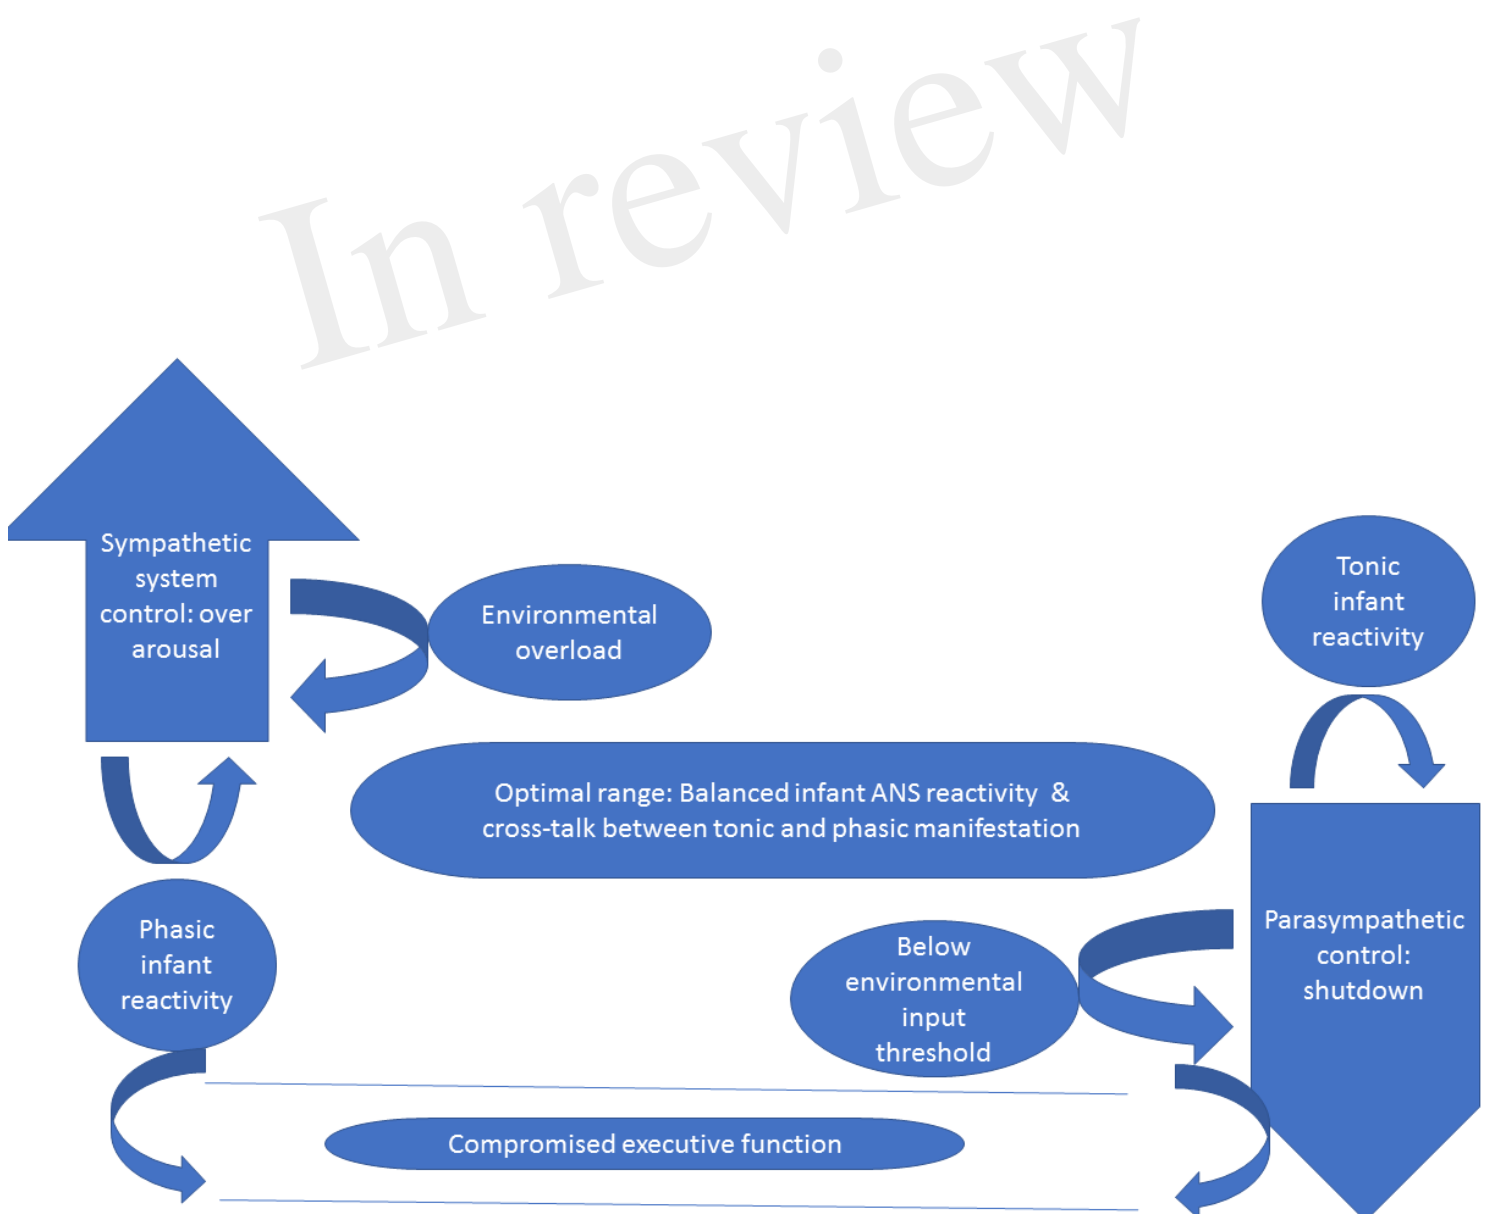 In review
Sympathetic
system
control: over
arousal
Environmental
overload
Tonic
infant
reactivity
Optimal range: Balanced infant ANS reactivity &
cross-talk between tonic and phasic manifestation
Phasic
infant
reactivity
Below
environmental
input
threshold
Parasympathetic
control:
shutdown
Compromised executive function